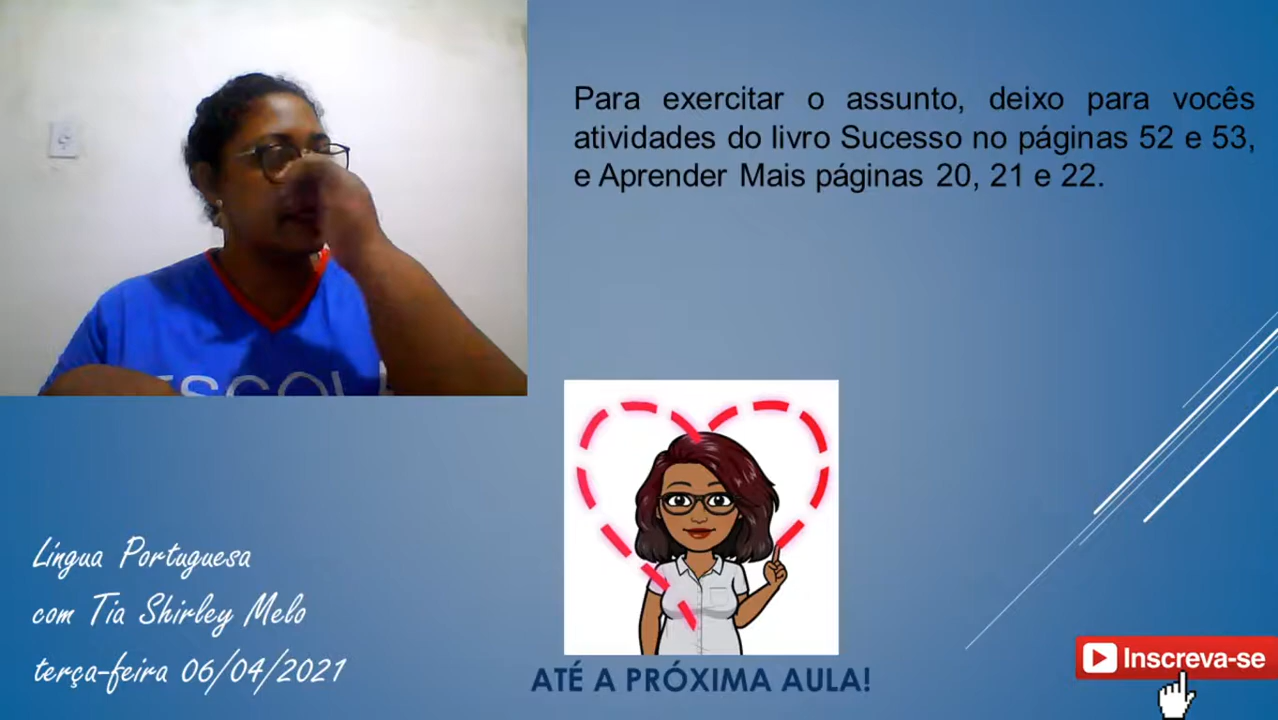 Para exercitar o assunto, deixo para vocês
atividades do livro Sucesso no páginas 52 e 53,
e Aprender Mais páginas 20, 21 e 22.
ESCOL
Língua Portuguesa
com Tia Shirley Melo
terça-feira 06/04/2021
ATÉ A PRÓXIMA AULA!
Inscreva-se